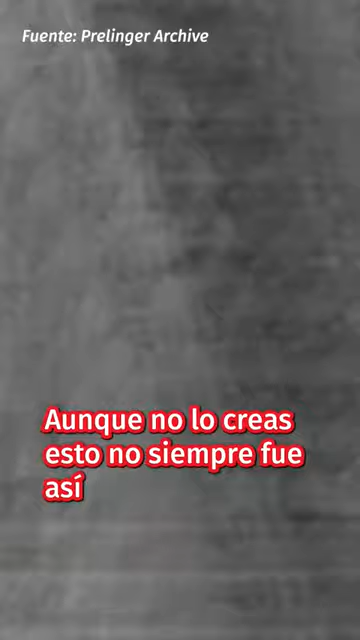 Fuente: Prelinger Archive
Aunque no lo creas
esto no siempre fue
así